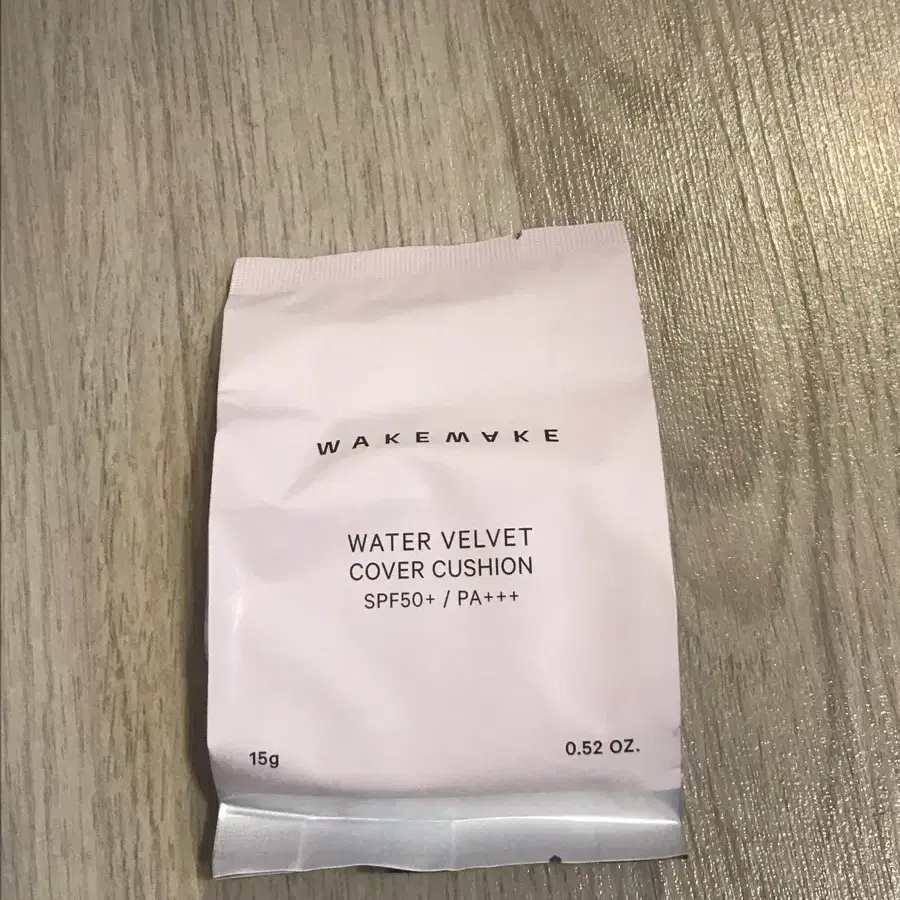 WAKEMAKE
WATER VELVET
COVER CUSHION
SPF50+ / PA+++
15g
0.52 OZ.